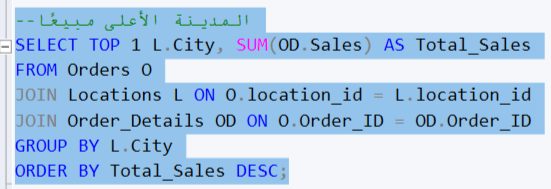 --المدينة الأعلى مبيعًا
SELECT TOP 1 L.City, SUM(OD.Sales) AS Total_Sales
FROM Orders O
JOIN Locations L ON O.location_id = L.location_id
JOIN Order_Details OD ON O.Order_ID = OD.Order_ID
GROUP BY L.City
ORDER BY Total_Sales DESC;